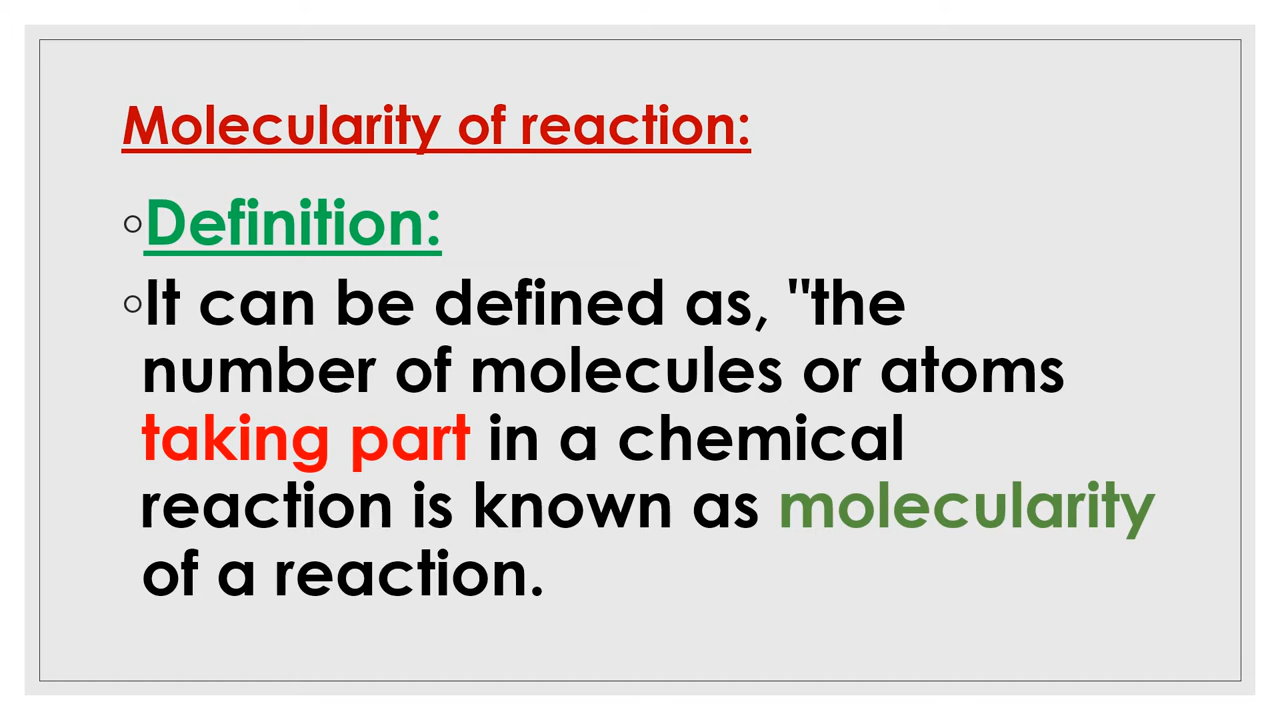 Molecularity of reaction:
◦Definition:
◦It can be defined as, "the
number of molecules or atoms
taking part in a chemical
reaction is known as molecularity
of a reaction.